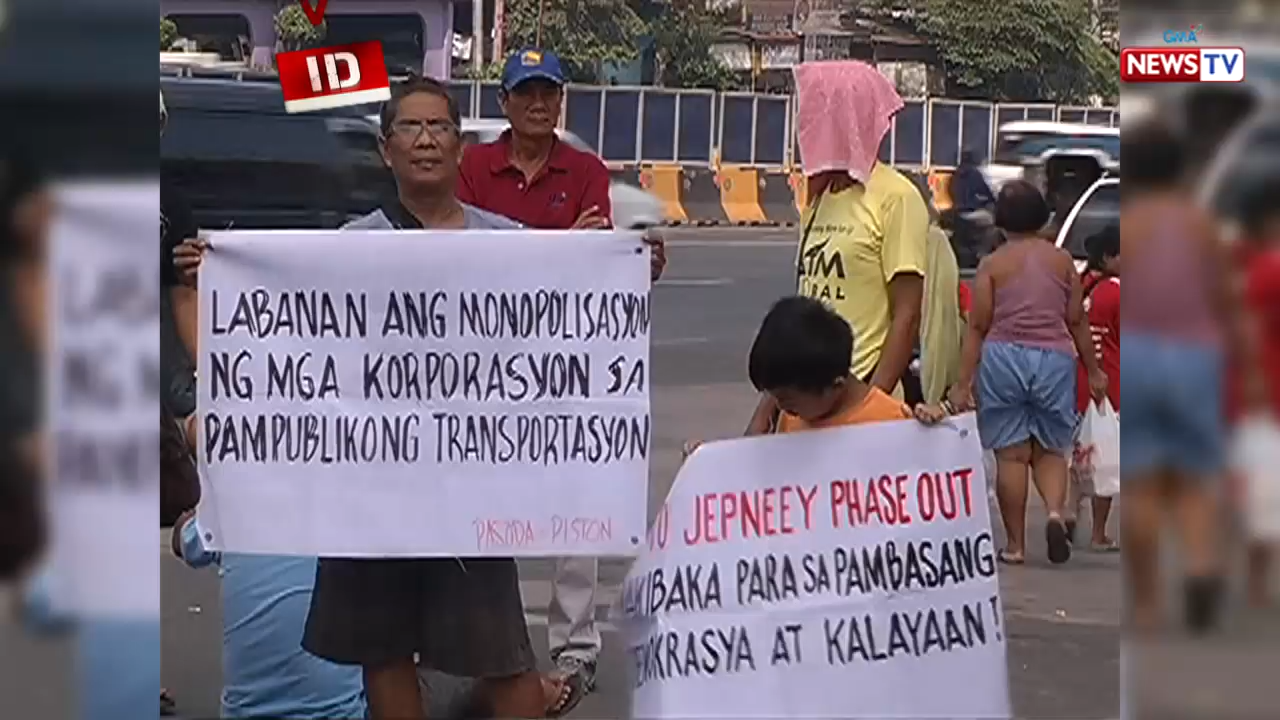 ID
GMA
NEWS TV
LABANAN ANG MONOPOLISASYON
NG MGA KORPORASYON SA
PAMPUBLIKONG TRANSPORTASYON
PASODA - PISTON
JEPNEEY PHASE OUT
PARA SA PAMBASANG
AT KALAYAAN!